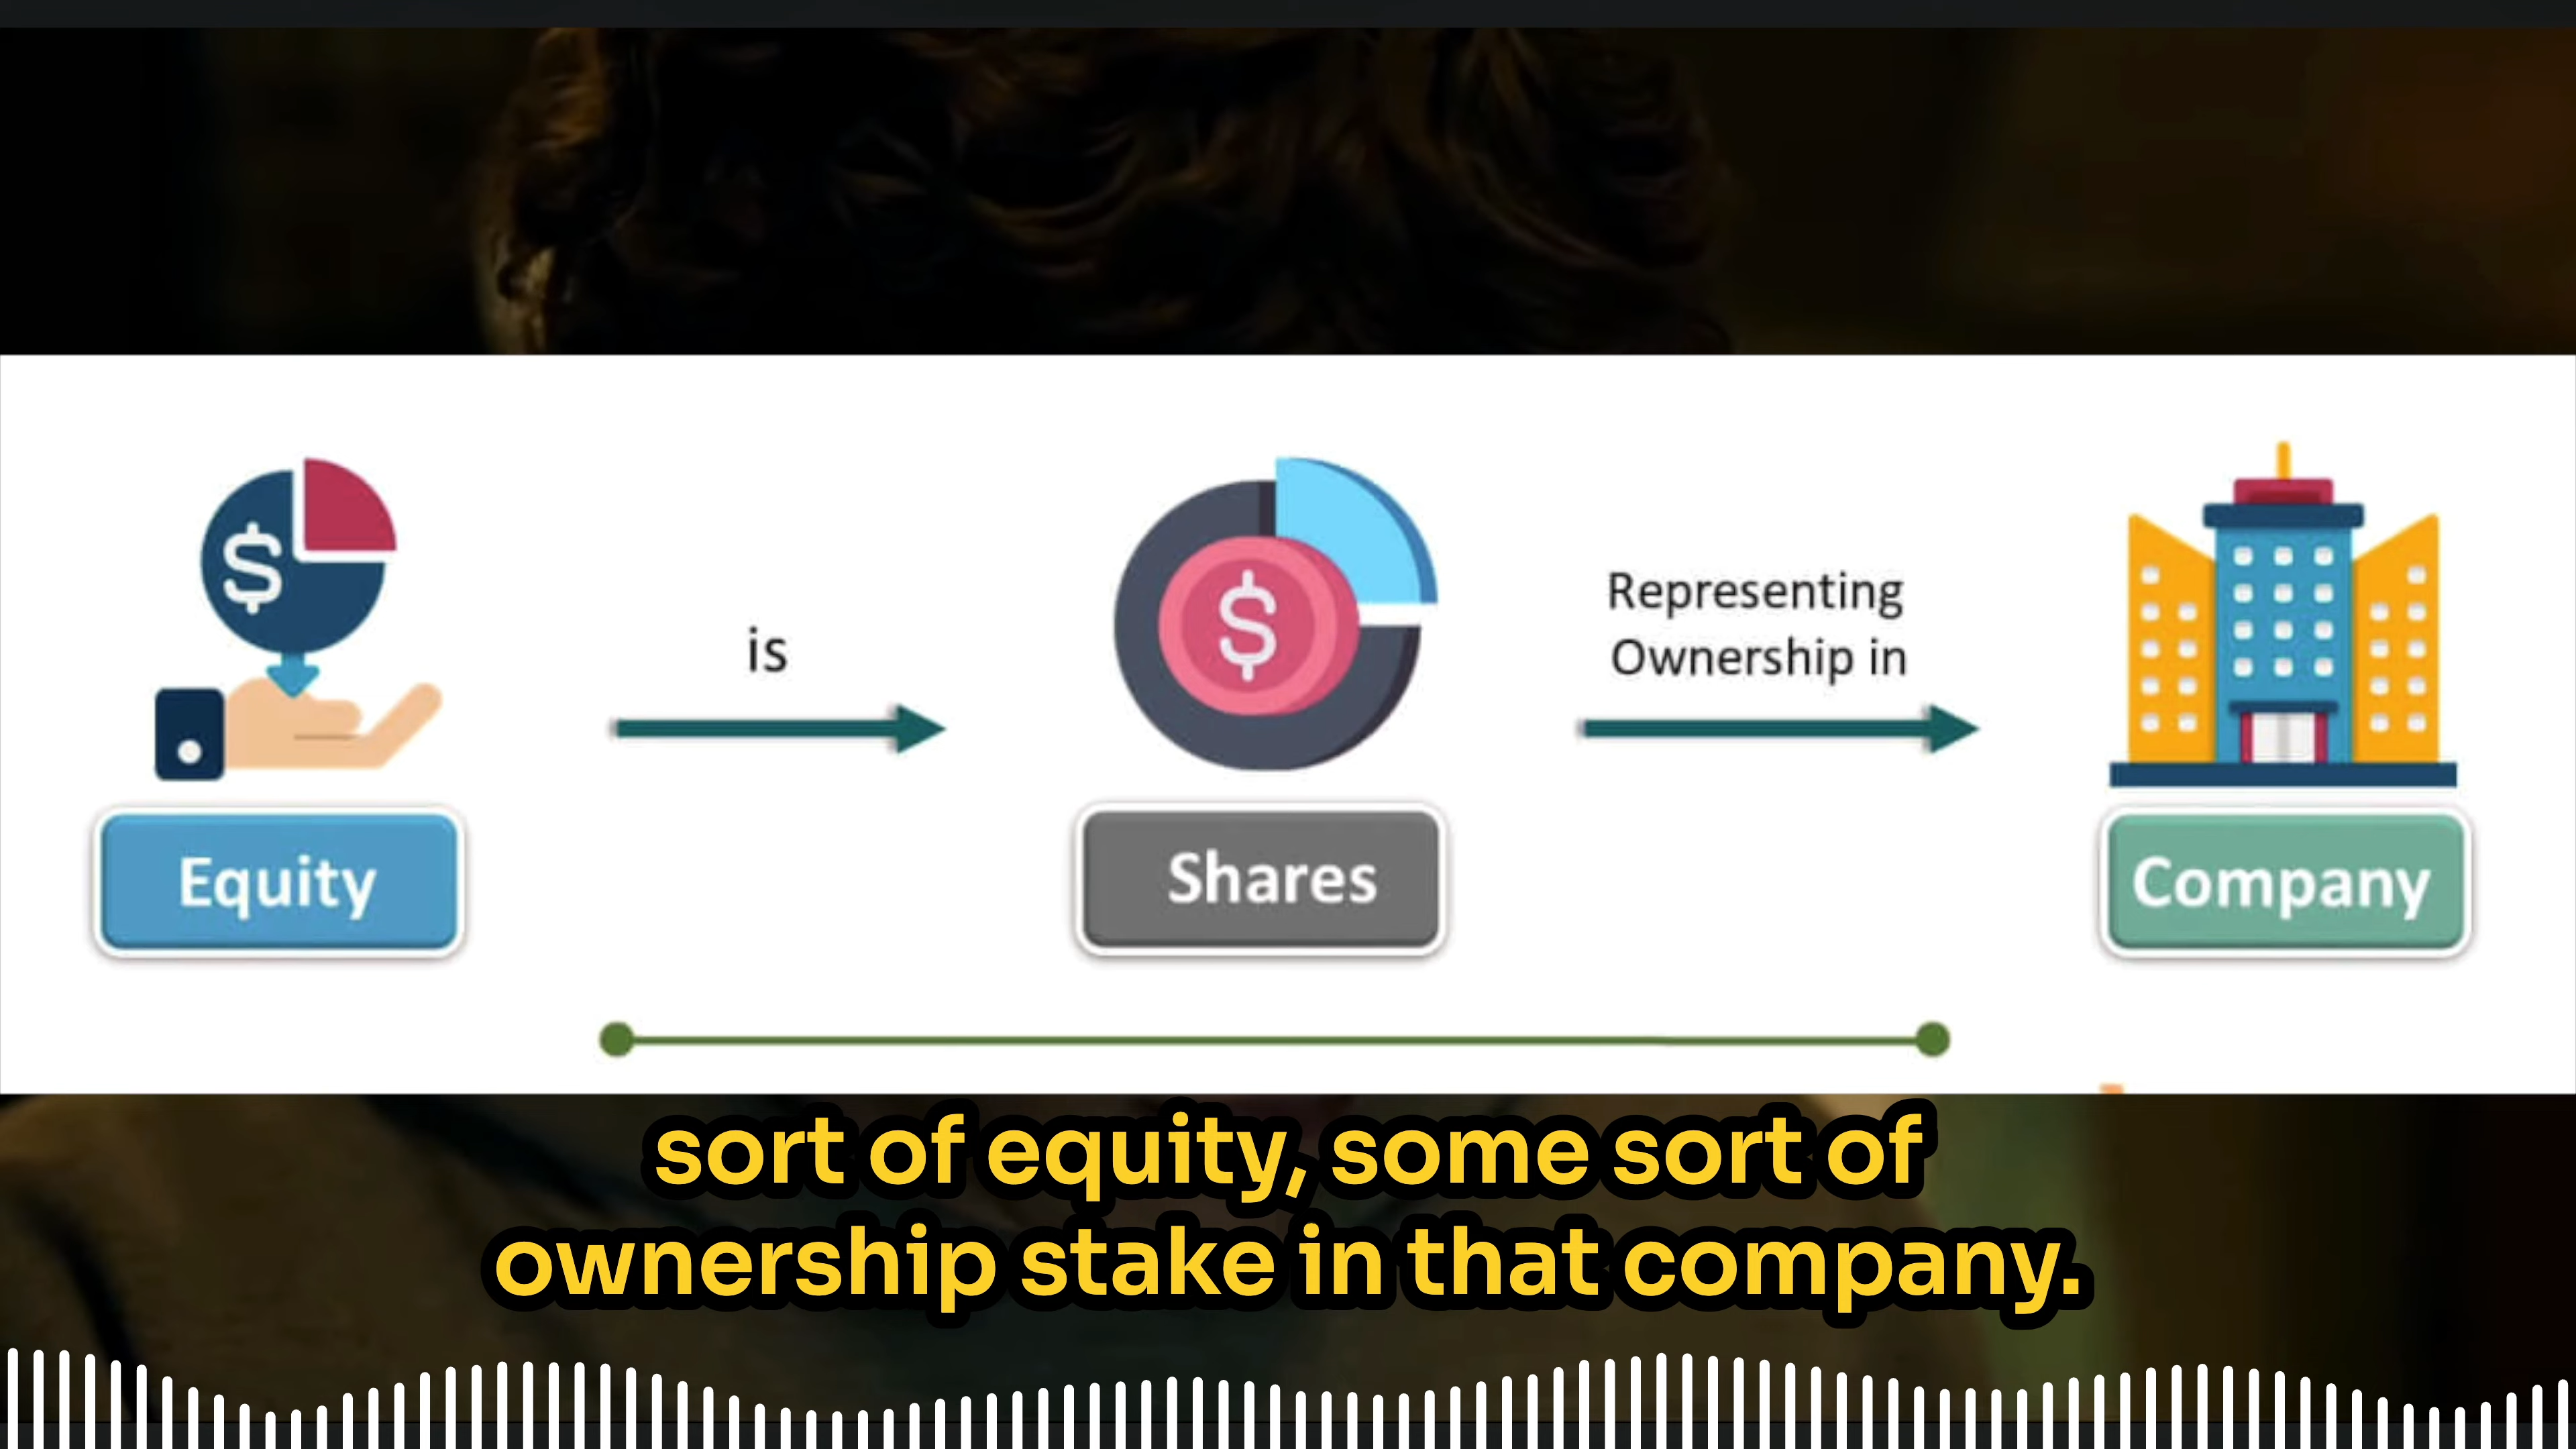 $
$
is
Representing
Ownership in
Equity
Shares
Company
sort of equity, some sort of
ownership stake in that company.